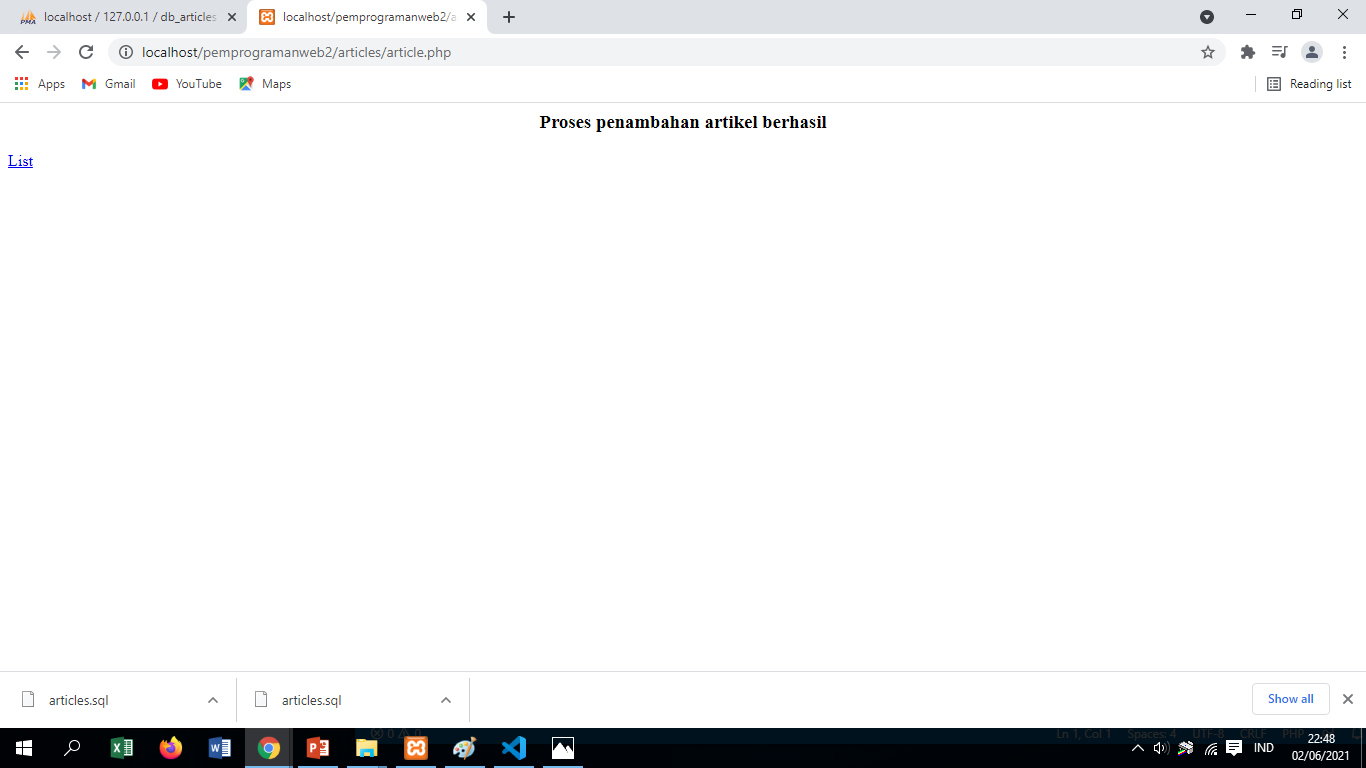 localhost / 127.0.0.1 / db_articles
localhost/pemprogramanweb2/a
localhost/pemprogramanweb2/articles/article.php
Apps Gmail YouTube Maps Reading list
Proses penambahan artikel berhasil
List
articles.sql articles.sql Show all
0 0 Ln 1, Col 1 Spaces: 4 UTF-8 CRLF PHP
IND 22:48
02/06/2021